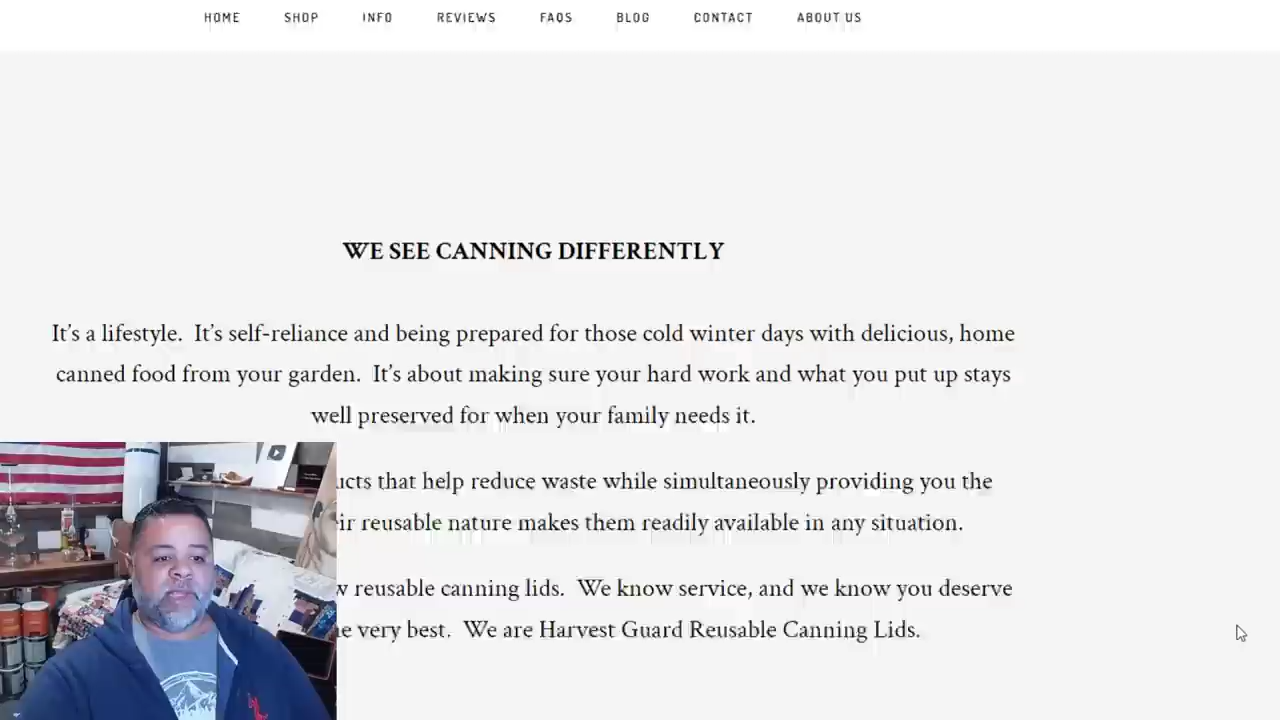 HOME SHOP INFO REVIEWS FAQS BLOG CONTACT ABOUT US
WE SEE CANNING DIFFERENTLY
It's a lifestyle. It's self-reliance and being prepared for those cold winter days with delicious, home
canned food from your garden. It's about making sure your hard work and what you put up stays
well preserved for when your family needs it.
that help reduce waste while simultaneously providing you the
reusable nature makes them readily available in any situation.
reusable canning lids. We know service, and we know you deserve
very best. We are Harvest Guard Reusable Canning Lids.